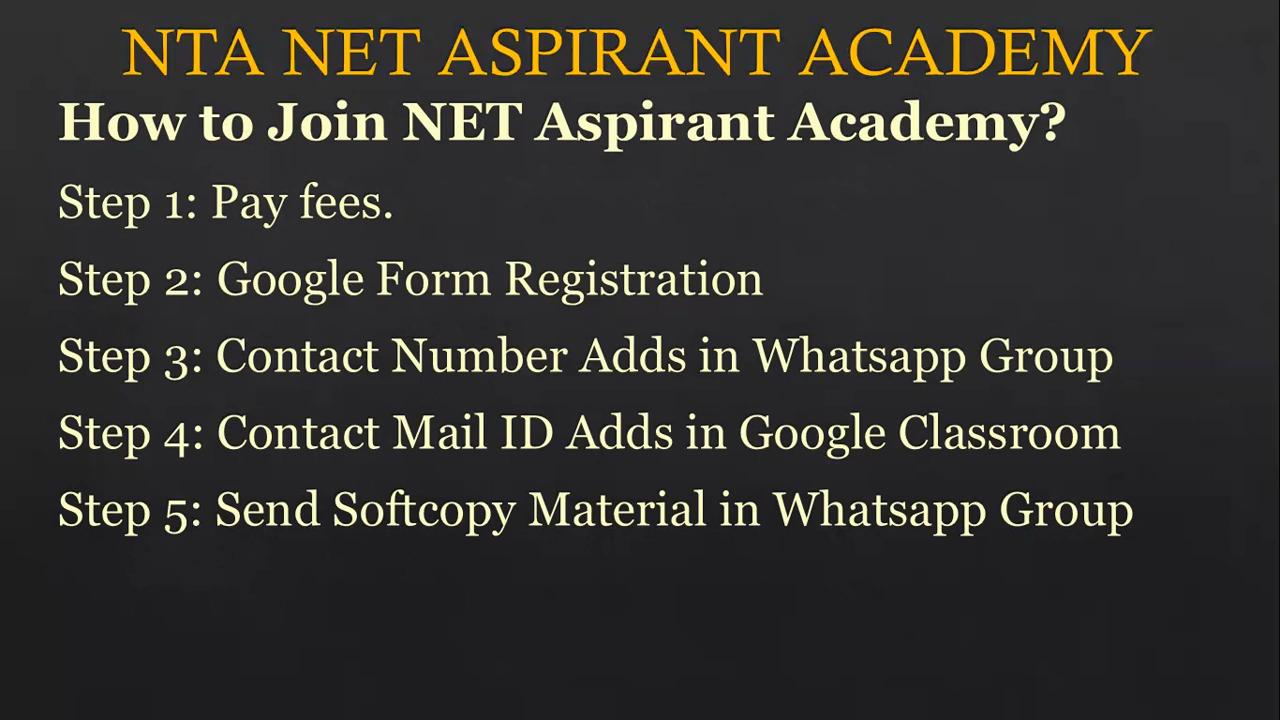 NTA NET ASPIRANT ACADEMY
How to Join NET Aspirant Academy?
Step 1: Pay fees.
Step 2: Google Form Registration
Step 3: Contact Number Adds in Whatsapp Group
Step 4: Contact Mail ID Adds in Google Classroom
Step 5: Send Softcopy Material in Whatsapp Group